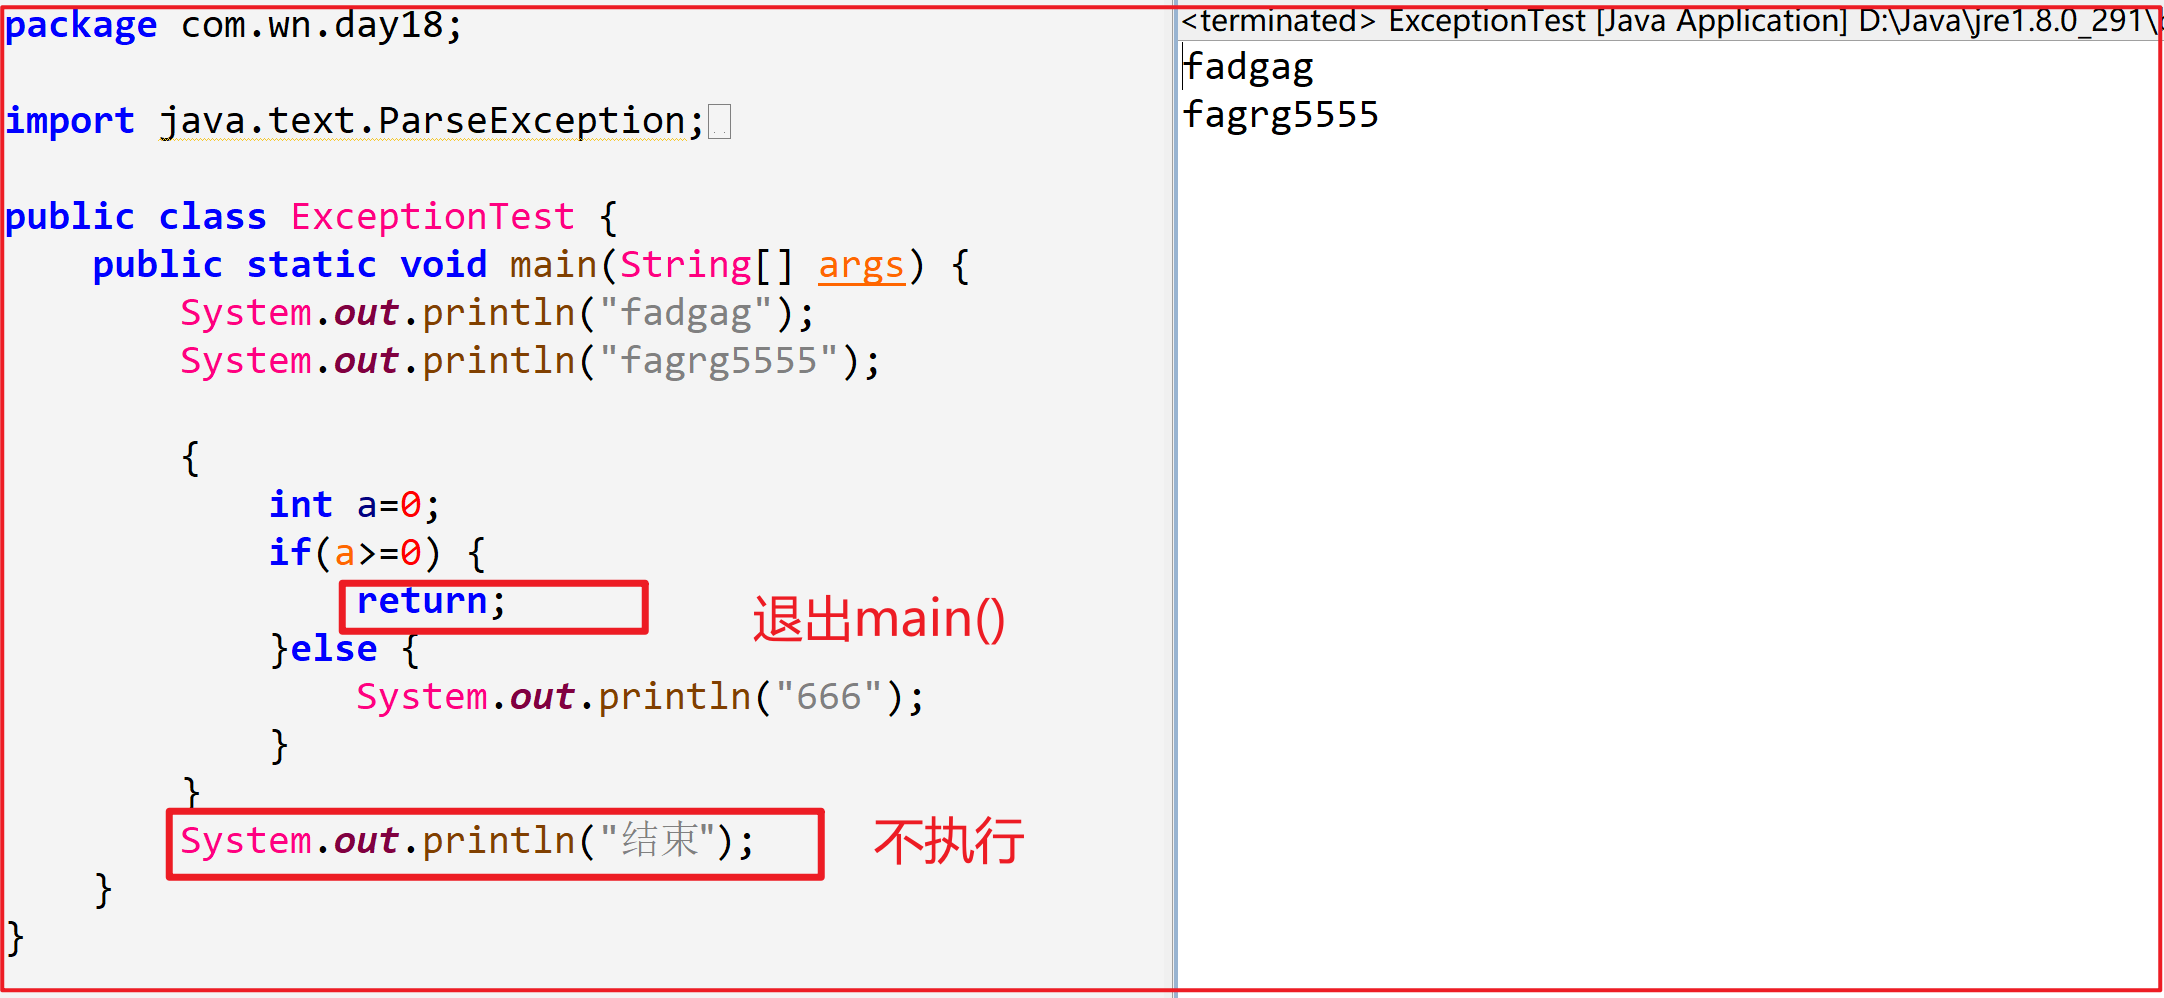 package com.wn.day18;
import java.text.ParseException;
public class ExceptionTest {
public static void main(String[] args) {
System.out.println("fadgag");
System.out.println("fagrg5555");
{
int a=0;
if(a>=0) {
return;
退出main()
}else {
System.out.println("666");
}
}
System.out.println("结束");
不执行
}
}
<terminated> ExceptionTest [Java Application] D:\Java\jre1.8.0_291\
fadgag
fagrg5555